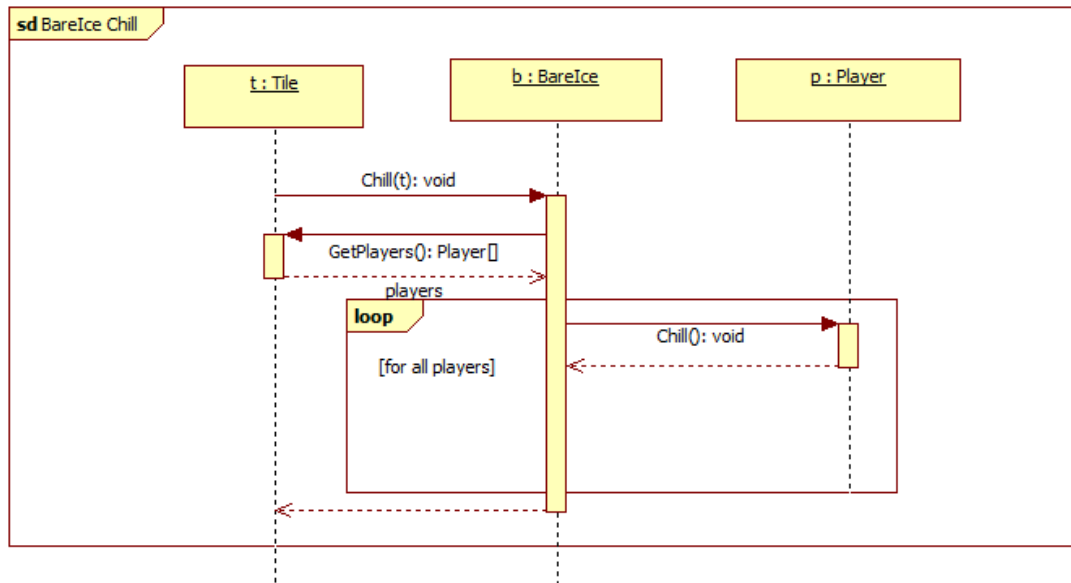 sd BareIce Chill
t : Tile
b : BareIce
p : Player
Chill(t): void
GetPlayers(): Player[]
players
loop
Chill(): void
[for all players]